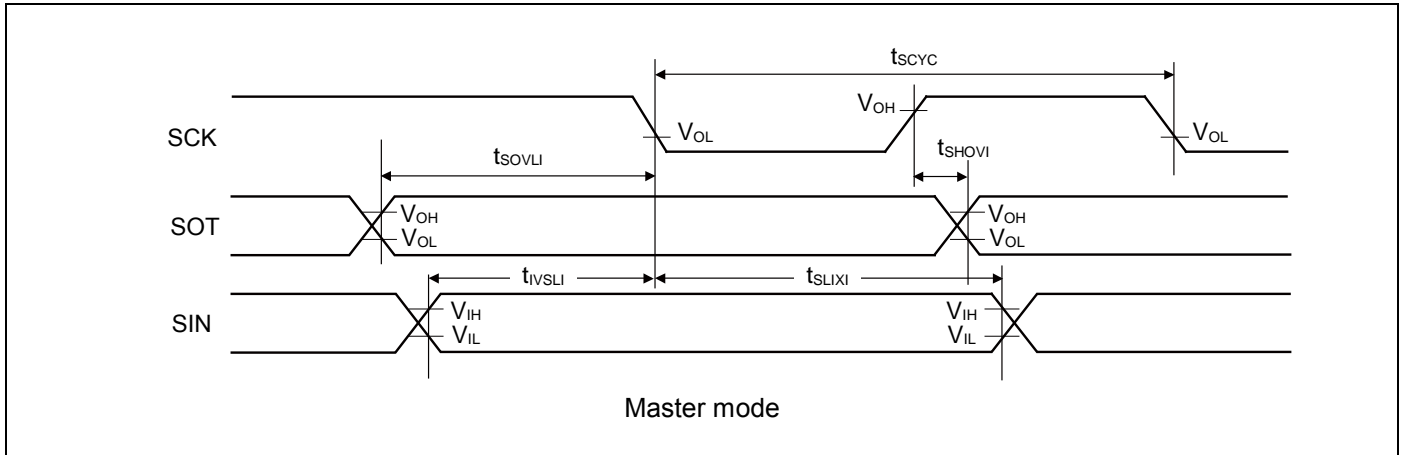 tSCYC
SCK
VOH
VOL
VOL
tSOVLI
tSHOVI
SOT
VOH
VOL
VOH
VOL
tIVSLI
tSLIXI
SIN
VIH
VIL
VIH
VIL
Master mode